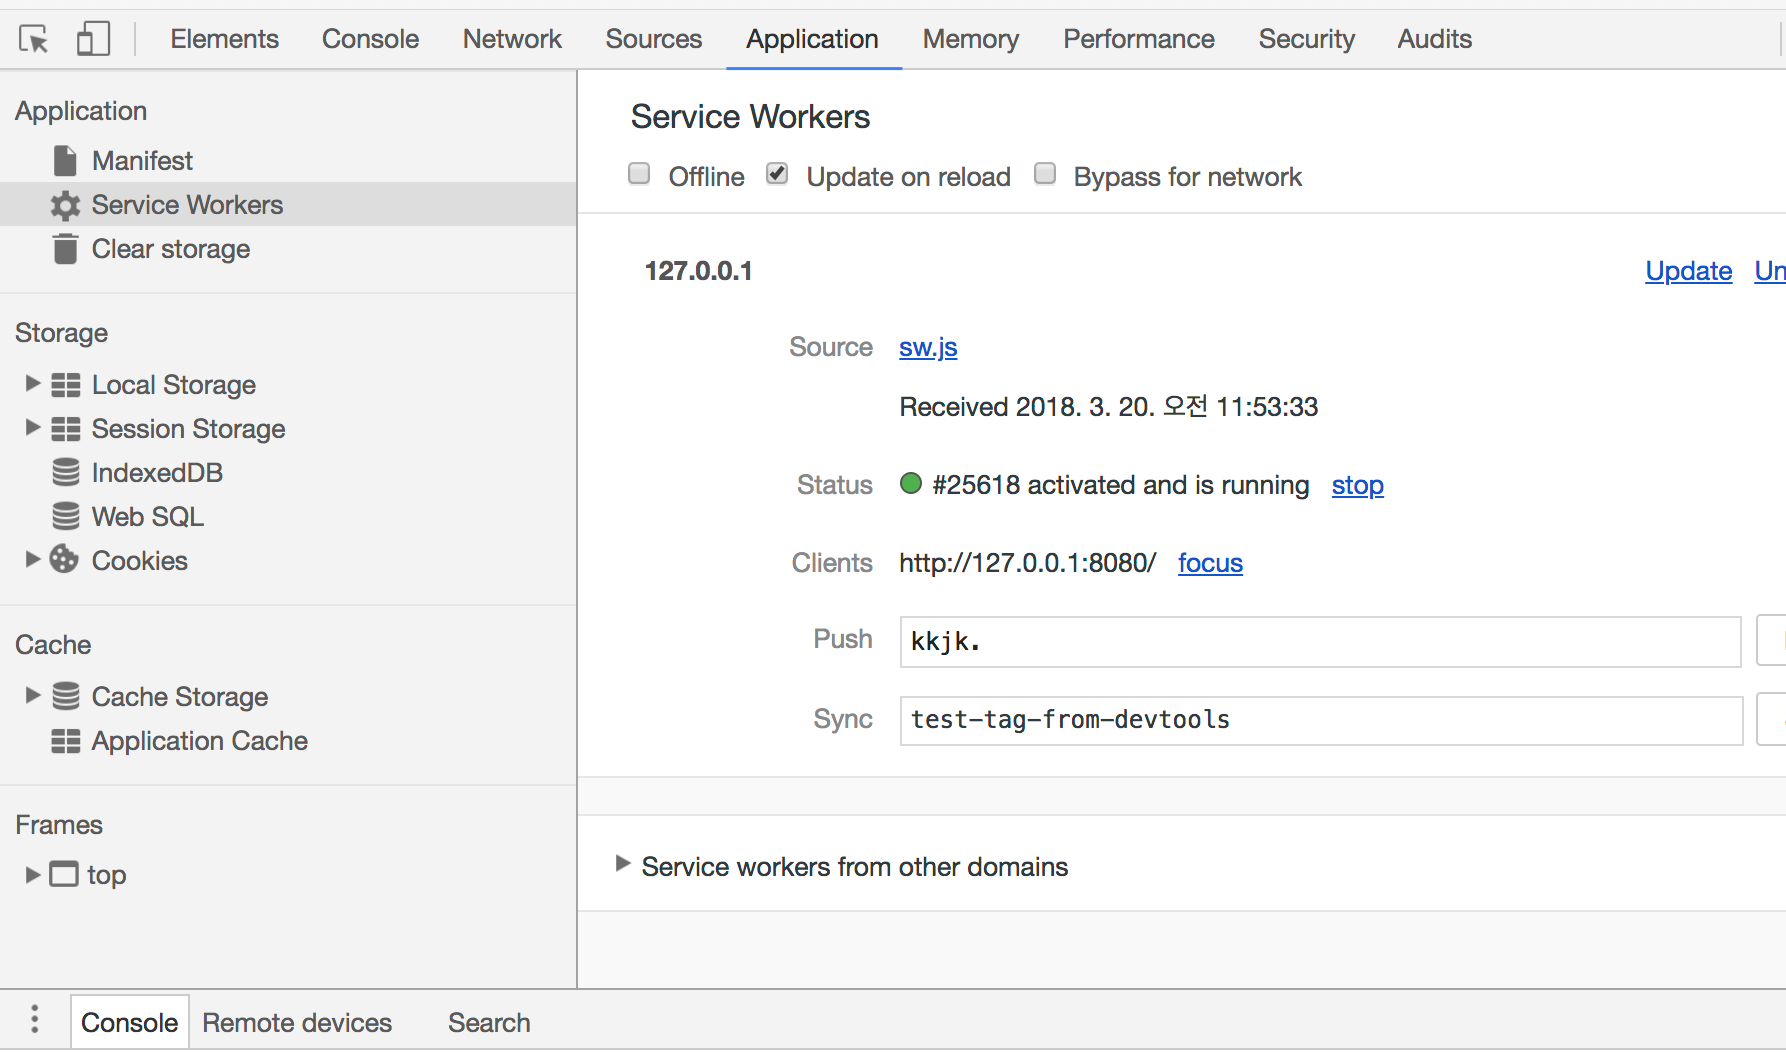 Elements Console Network Sources Application Memory Performance Security Audits
Application
Manifest
Service Workers
Clear storage
Storage
Local Storage
Session Storage
IndexedDB
Web SQL
Cookies
Cache
Cache Storage
Application Cache
Frames
top
Service Workers
Offline Update on reload Bypass for network
127.0.0.1 Update Un
Source sw.js
Received 2018. 3. 20. 오전 11:53:33
Status #25618 activated and is running stop
Clients http://127.0.0.1:8080/ focus
Push kkjk.
Sync test-tag-from-devtools
Service workers from other domains
Console Remote devices Search